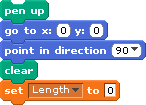 pen up
go to x: 0 y: 0
point in direction 90
clear
set Length to 0